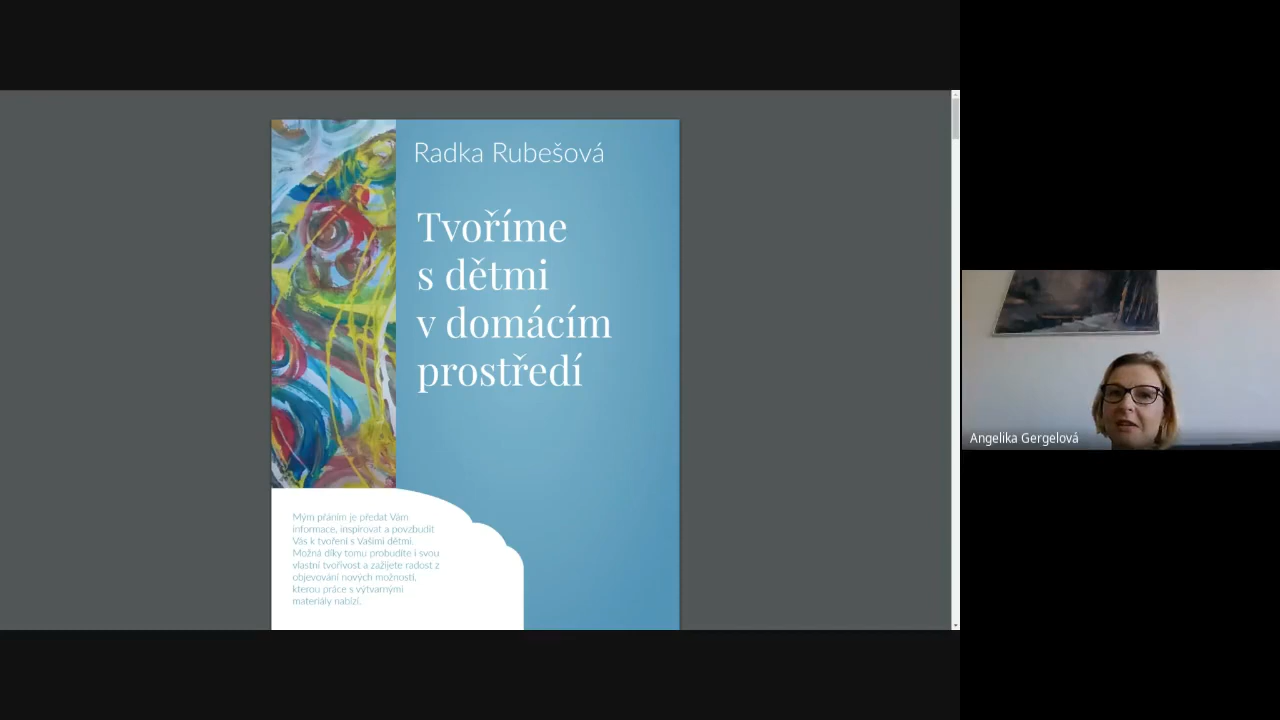 Radka Rubešová
Tvoříme
s dětmi
v domácím
prostředí
Mým přáním je předat Vám
informace, inspirovat a povzbudit
Vás k tvoření s Vašimi dětmi.
Možná díky tomu probudíte i svou
vlastní tvořivost a zažijete radost z
objevování nových možností,
kterou práce s výtvarnými
materiály nabízí.
Angelika Gergelová